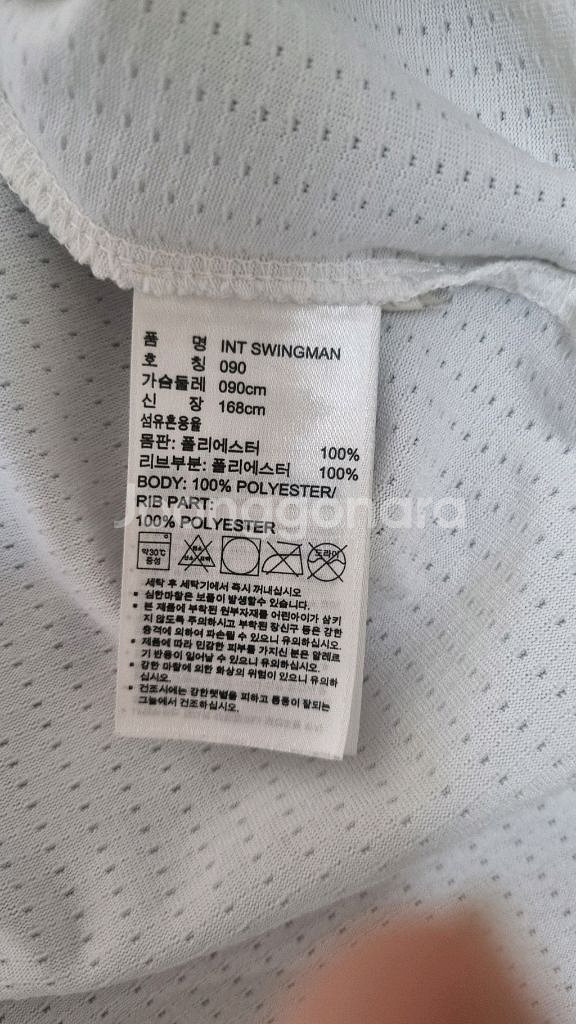 품 명 INT SWINGMAN
호 칭 090
가슴둘레 090cm
신 장 168cm
섬유혼용율
몸판: 폴리에스터 100%
리브부분: 폴리에스터 100%
BODY: 100% POLYESTER/
RIB PART:
100% POLYESTER
Joongonara
약30℃
중성
염소
드라이
세탁 후 세탁기에서 즉시 꺼내십시오
• 심한마찰은 보풀이 발생할수 있습니다.
• 본 제품에 부착된 원부자재를 어린아이가 삼키
지 않도록 주의하시고 부착된 장신구 등은 강한
충격에 의하여 파손될 수 있으니 유의하십시오.
• 제품에 따라 민감한 피부를 가지신 분은 알레르
기 반응이 일어날 수 있으니 유의하십시오.
• 강한 마찰에 의한 화상의 위험이 있으니 유의하
십시오.
• 건조시에는 강한햇볕을 피하고 통풍이 잘되는
그늘에서 건조하십시오.